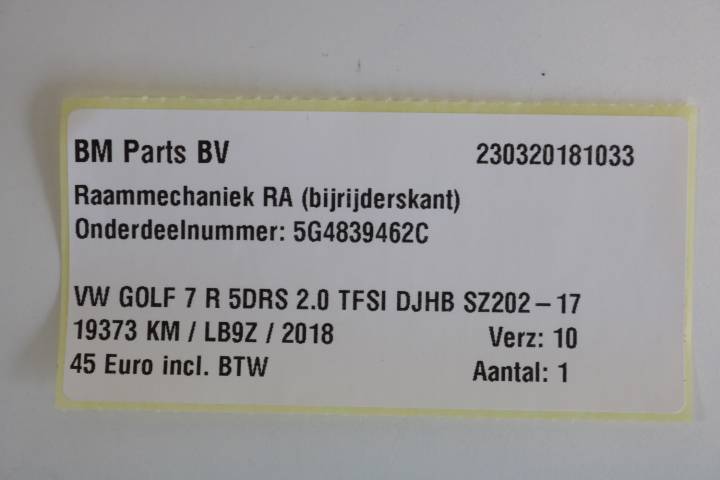 BM Parts BV 230320181033
Raammechaniek RA (bijrijderskant)
Onderdeelnummer: 5G4839462C
VW GOLF 7 R 5DRS 2.0 TFSI DJHB SZ202-17
19373 KM / LB9Z / 2018 Verz: 10
45 Euro incl. BTW Aantal: 1